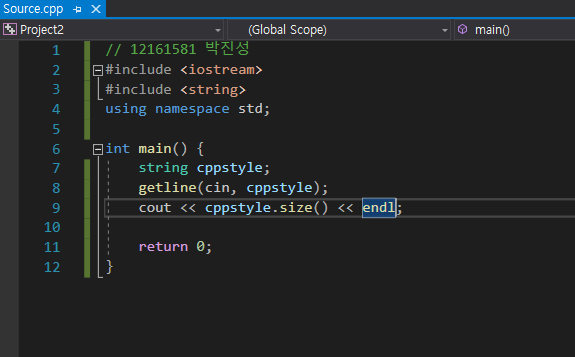 Source.cpp
Project2 (Global Scope) main()
1 // 12161581 박진성
2 #include <iostream>
3 #include <string>
4 using namespace std;
5
6 int main() {
7 string cppstyle;
8 getline(cin, cppstyle);
9 cout << cppstyle.size() << endl;
10
11 return 0;
12 }